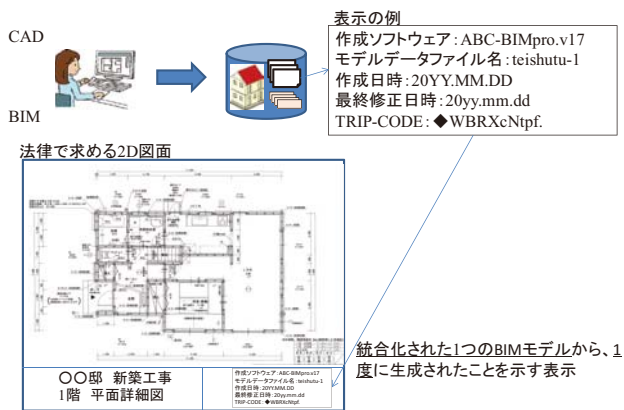 CAD
BIM
表示の例
作成ソフトウェア：ABC-BIMpro.v17
モデルデータファイル名：teishutu-1
作成日時：20YY.MM.DD
最終修正日時：20yy.mm.dd
TRIP-CODE：◆WBRXcNtpf.
法律で求める2D図面
〇〇邸 新築工事
1階 平面詳細図
作成ソフトウェア：ABC-BIMpro.v17
モデルデータファイル名：teishutu-1
作成日時：20YY.MM.DD
最終修正日時：20yy.mm.dd
TRIP-CODE：◆WBRXcNtpf.
統合化された1つのBIMモデルから、1
度に生成されたことを示す表示